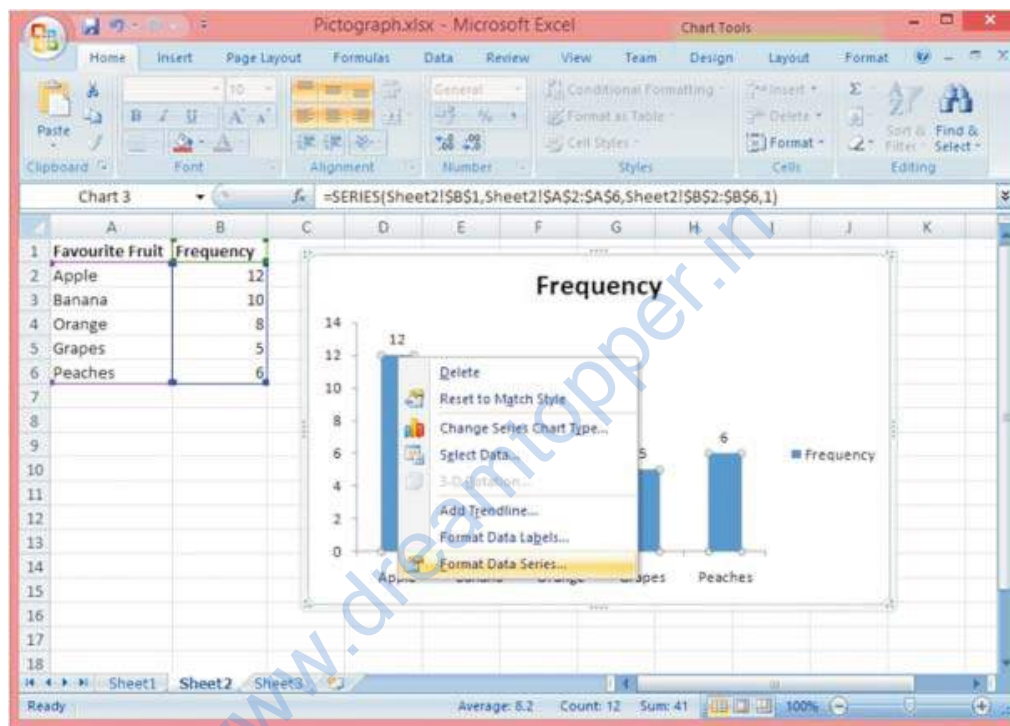 Pictograph.xlsx - Microsoft Excel Chart Tools
Home Insert Page Layout Formulas Data Review View Team Design Layout Format
Paste
10
B I U A A
General
Conditional Formatting
Format as Table
Cell Styles
Insert
Delete
Format
Sort & Filter
Find & Select
Clipboard Font Alignment Number Styles Cells Editing
Chart 3 fx =SERIES(Sheet2!$B$1,Sheet2!$A$2:$A$6,Sheet2!$B$2:$B$6,1)
A B C D E F G H I J K
1 Favourite Fruit Frequency
2 Apple 12
3 Banana 10
4 Orange 8
5 Grapes 5
6 Peaches 6
7
8
9
10
11
12
13
14
15
16
17
18
Frequency
14
12
10
8
6
4
2
0
12
5
6
Frequency
Peaches
Delete
Reset to Match Style
Change Series Chart Type...
Select Data...
3-D Rotation...
Add Trendline...
Format Data Labels...
Format Data Series...
www.dreamtopper.in
Sheet1 Sheet2 Sheet3
Ready Average: 8.2 Count: 12 Sum: 41 100%